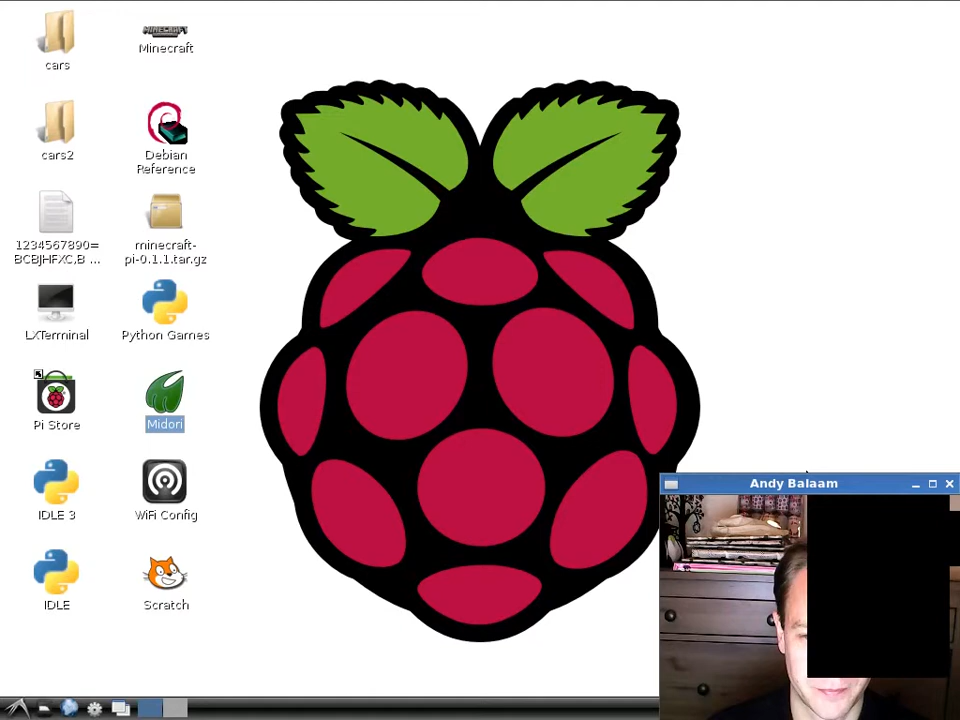 cars
Minecraft
cars2
Debian
Reference
1234567890=
BCBJHFXC,B ...
minecraft-
pi-0.1.1.tar.gz
LXTerminal
Python Games
Pi Store
Midori
IDLE 3
WiFi Config
IDLE
Scratch
Andy Balaam
MINECRAFT